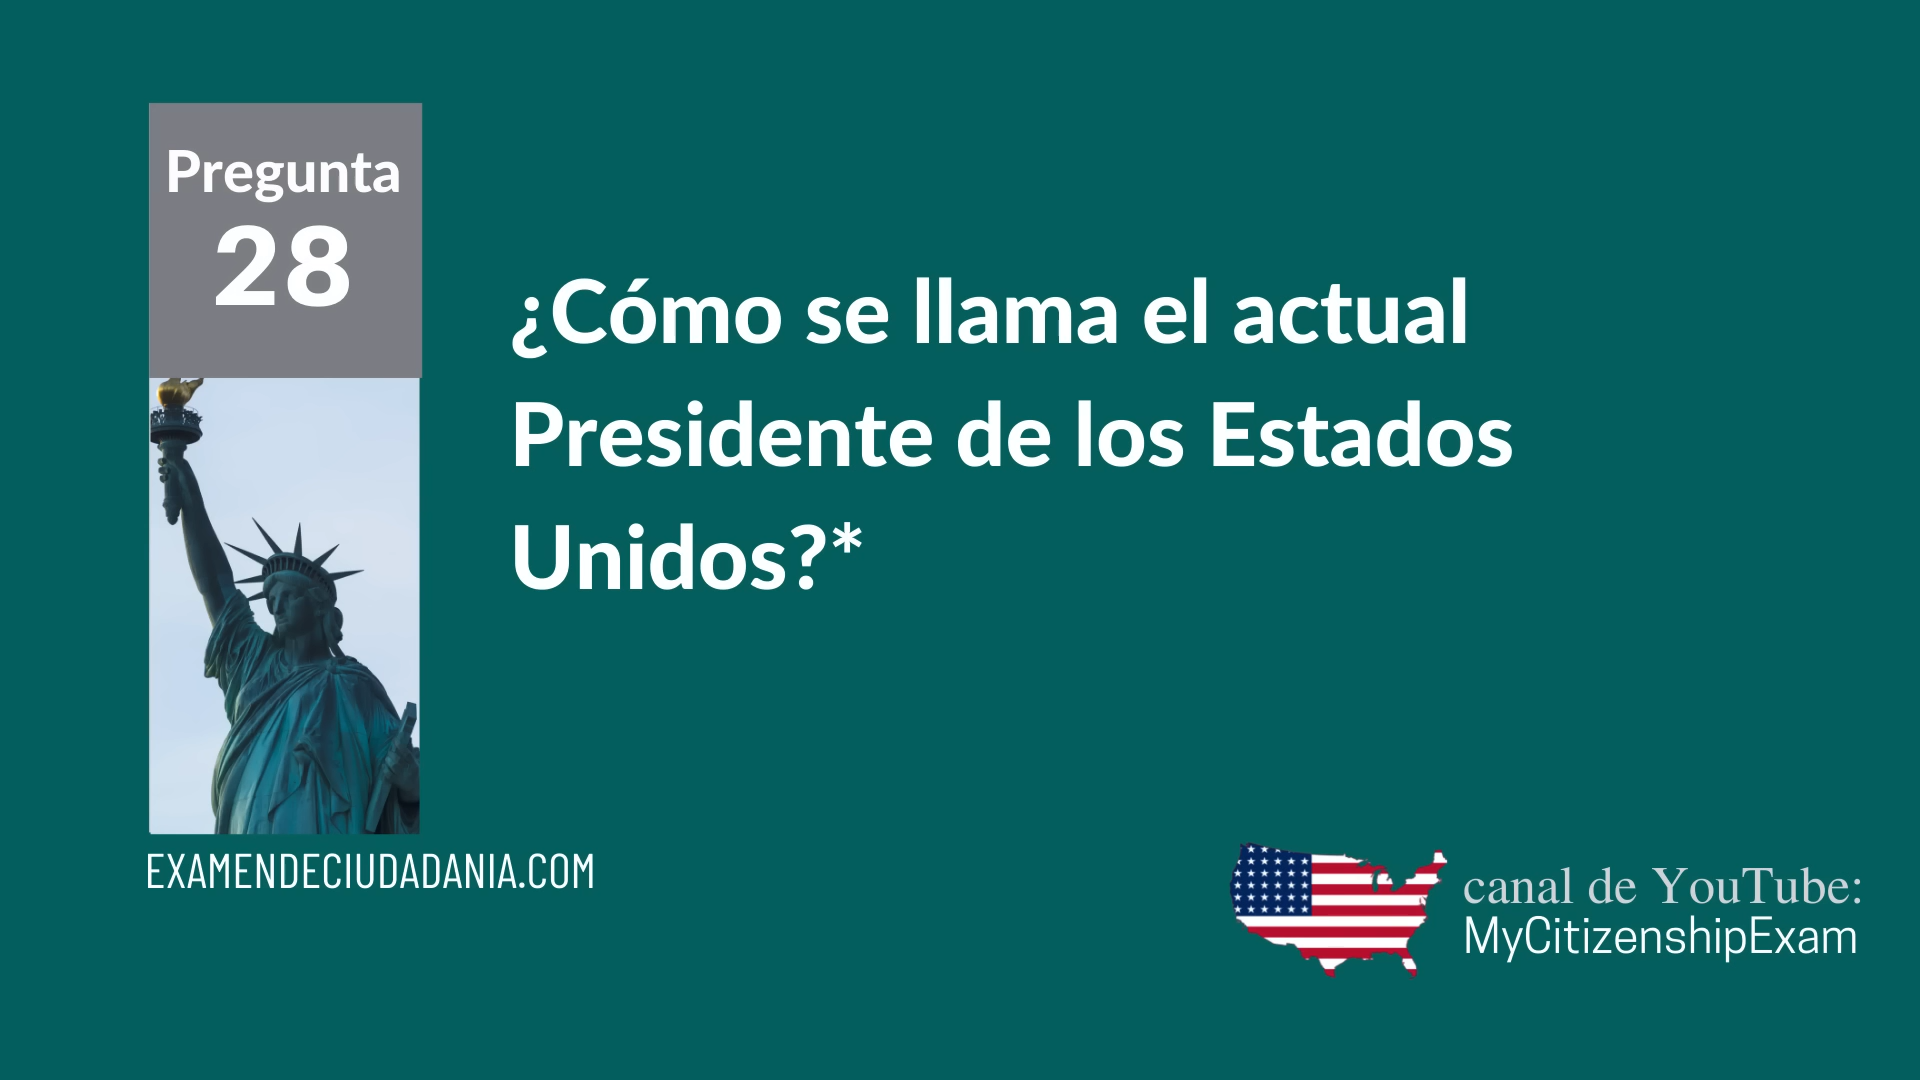 Pregunta
28
¿Cómo se llama el actual
Presidente de los Estados
Unidos?*
EXAMENDECIUDADANIA.COM
canal de YouTube:
MyCitizenshipExam